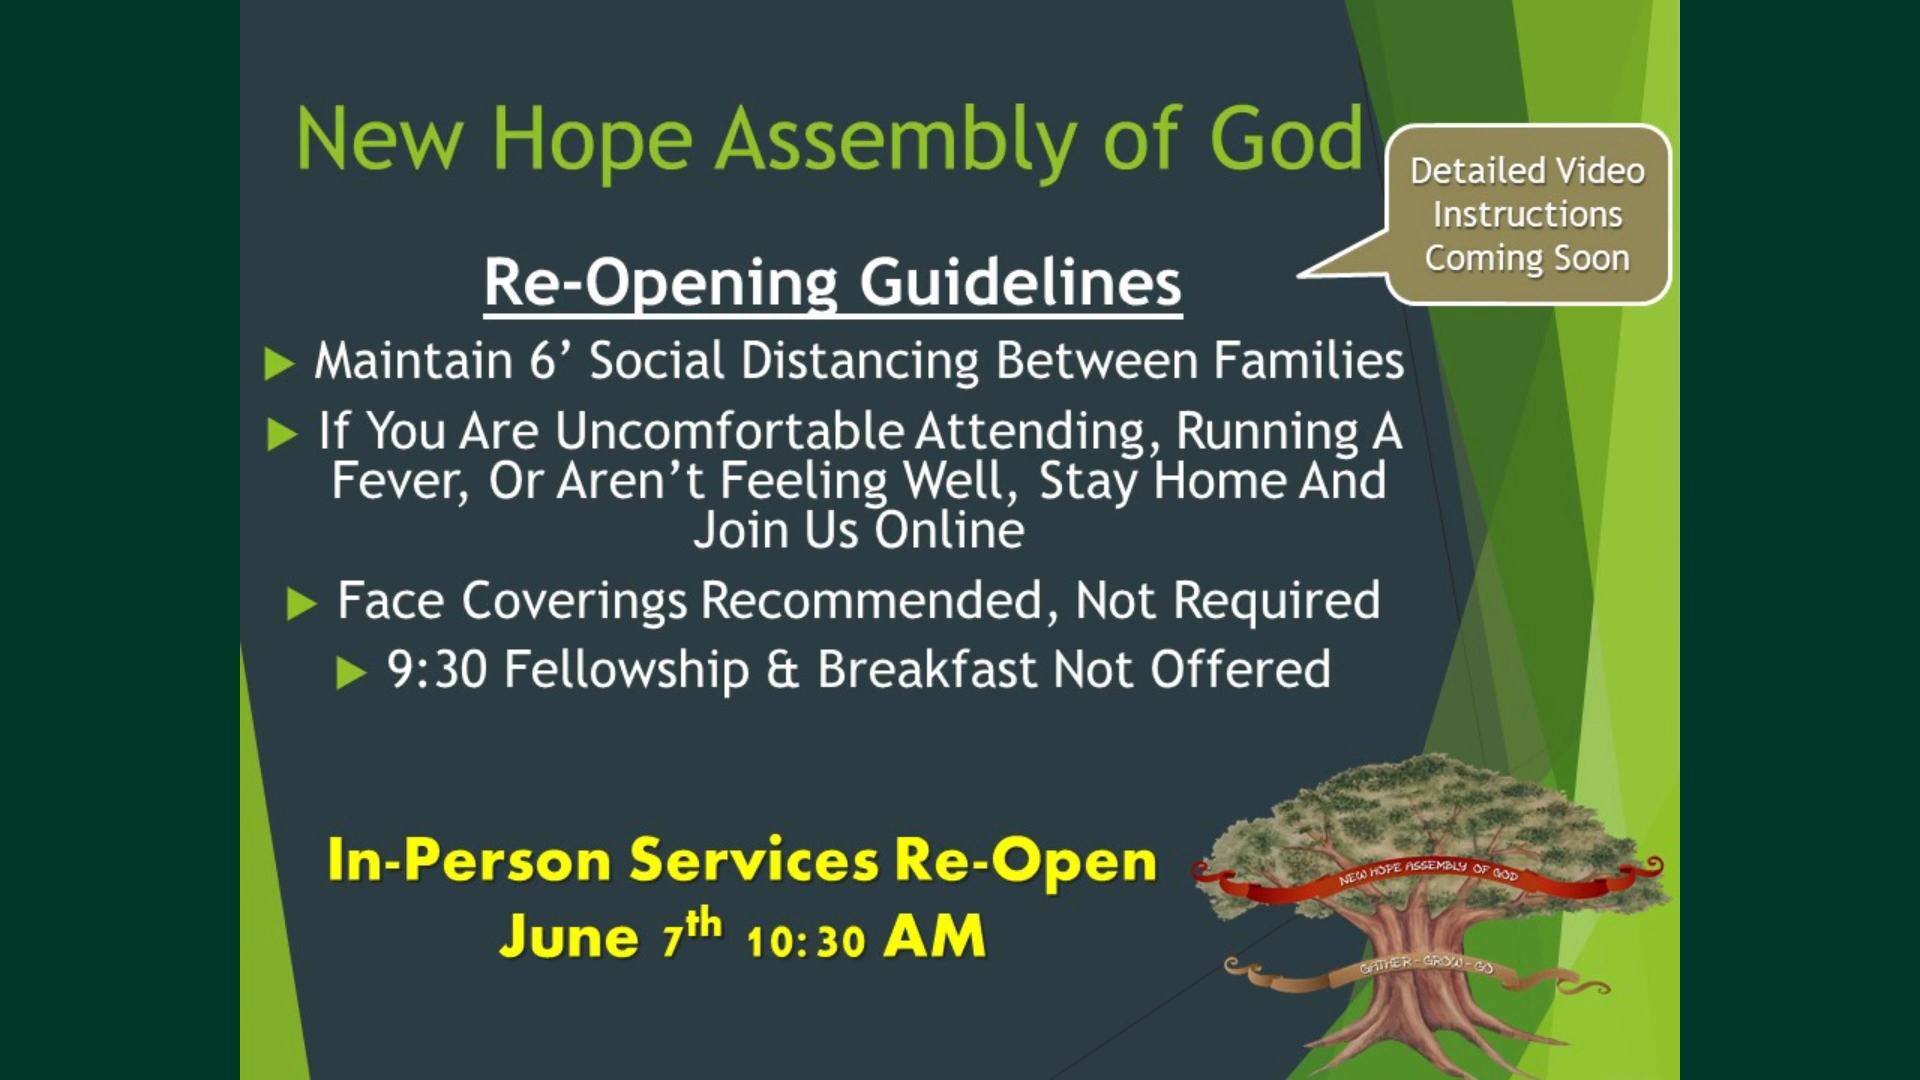 New Hope Assembly of God
Detailed Video
Instructions
Coming Soon
Re-Opening Guidelines
Maintain 6’ Social Distancing Between Families
If You Are Uncomfortable Attending, Running A
Fever, Or Aren’t Feeling Well, Stay Home And
Join Us Online
Face Coverings Recommended, Not Required
9:30 Fellowship & Breakfast Not Offered
In-Person Services Re-Open
June 7th 10:30 AM
NEW HOPE ASSEMBLY OF GOD
GATHER - GROW - GO